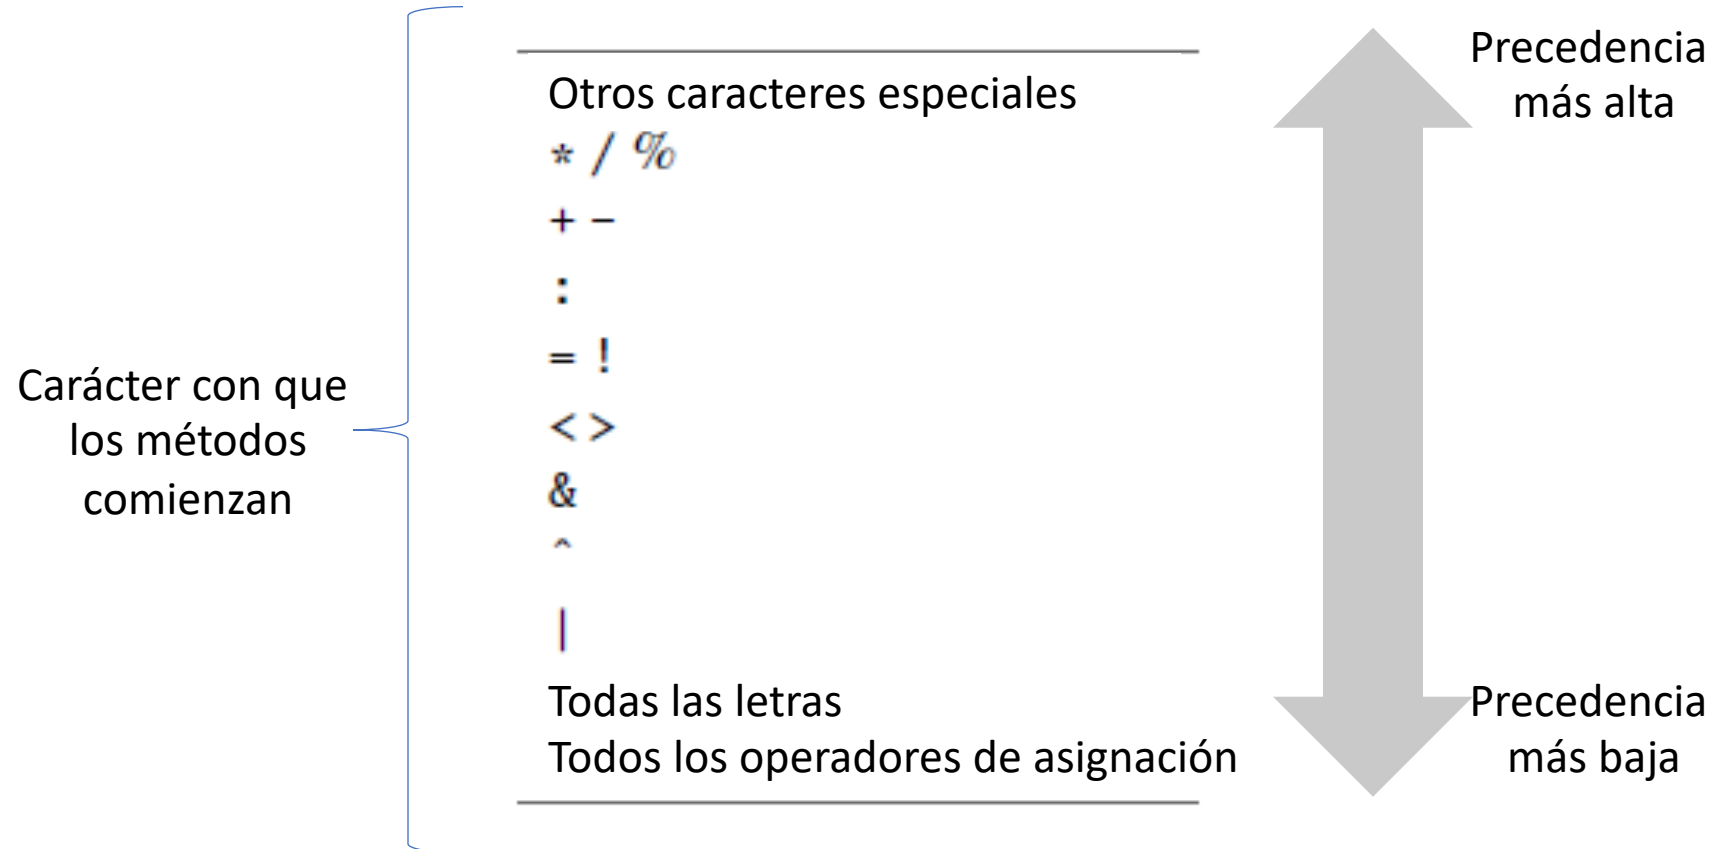 Carácter con que
los métodos
comienzan
Otros caracteres especiales
* / %
+ -
:
= !
< >
&
^
|
Todas las letras
Todos los operadores de asignación
Precedencia
más alta
Precedencia
más baja